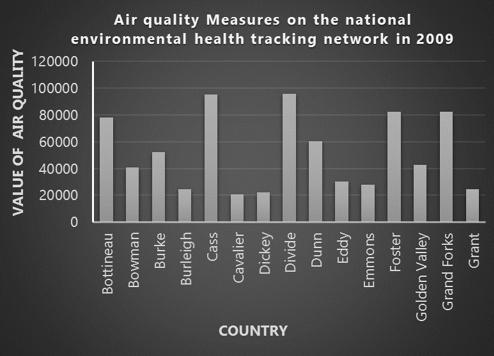 Air quality Measures on the national
environmental health tracking network in 2009
VALUE OF AIR QUALITY
120000
100000
80000
60000
40000
20000
0
Bottineau
Bowman
Burke
Burleigh
Cass
Cavalier
Dickey
Divide
Dunn
Eddy
Emmons
Foster
Golden Valley
Grand Forks
Grant
COUNTRY